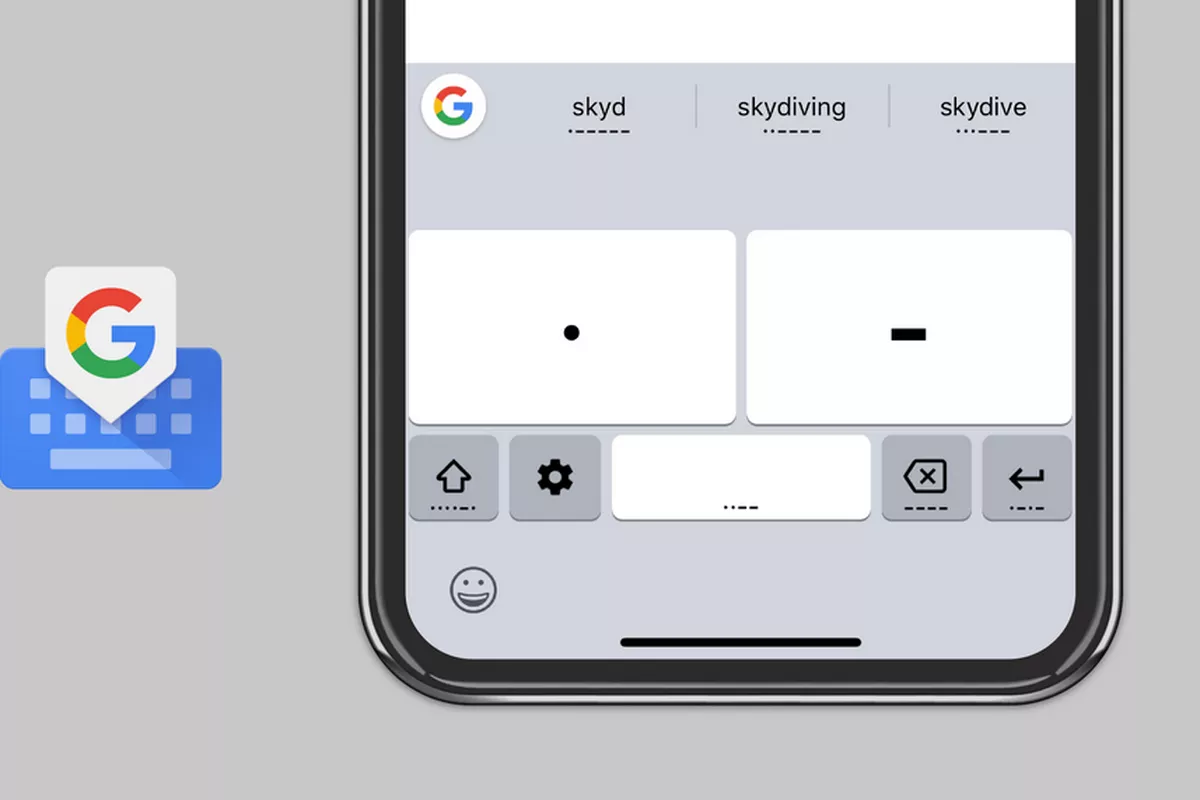 skyd skydiving skydive
.----- ..----- ...---
• -
.....-. ..-- ---- .-.-